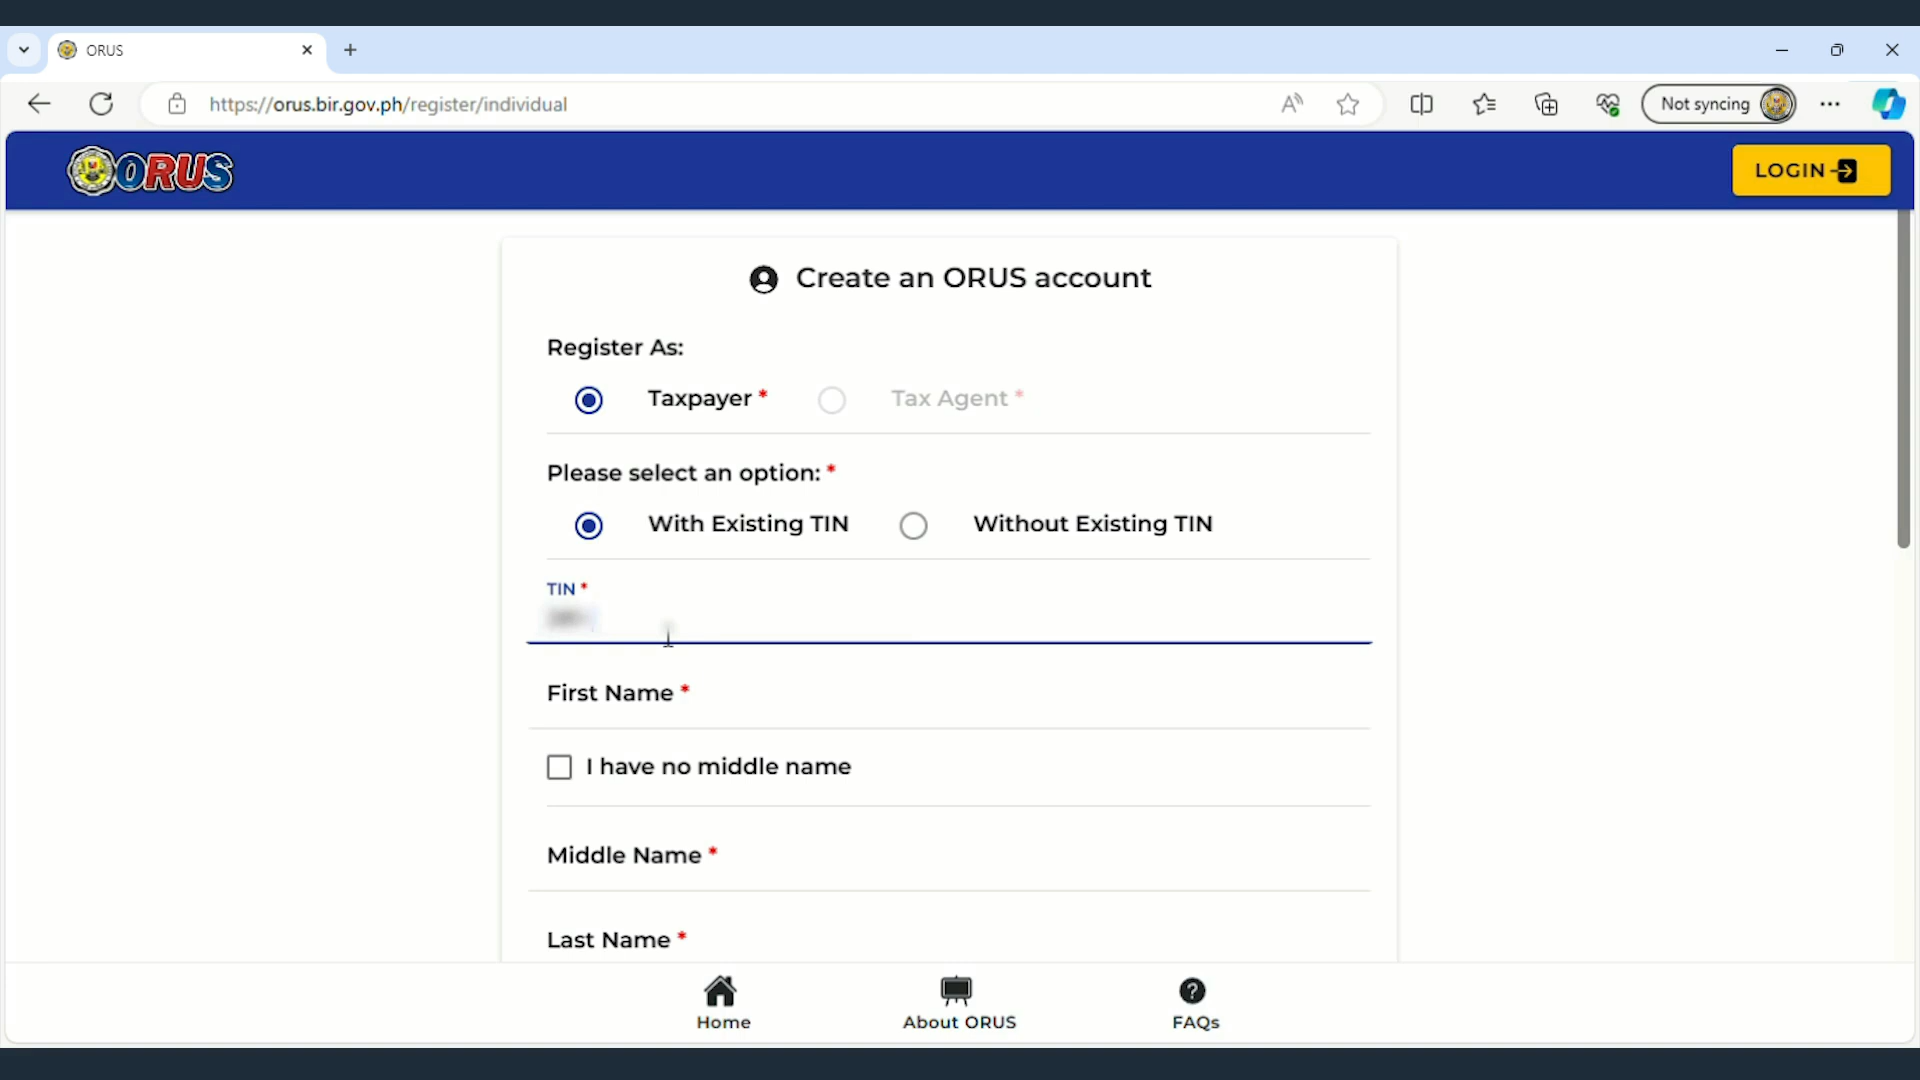 ORUS
https://orus.bir.gov.ph/register/individual
Not syncing
ORUS
LOGIN
Create an ORUS account
Register As:
Taxpayer * Tax Agent *
Please select an option: *
With Existing TIN Without Existing TIN
TIN *
First Name *
I have no middle name
Middle Name *
Last Name *
Home About ORUS FAQs